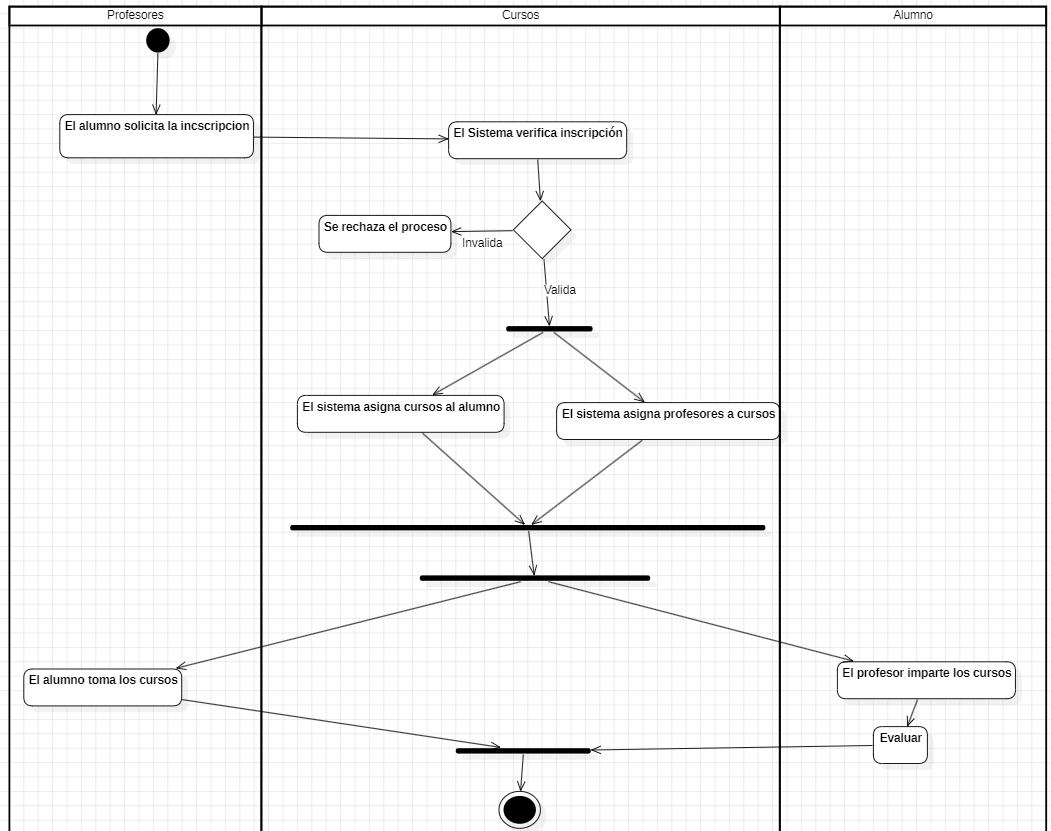 Profesores
Cursos
Alumno
El alumno solicita la incscripcion
El Sistema verifica inscripción
Se rechaza el proceso
Invalida
Valida
El sistema asigna cursos al alumno
El sistema asigna profesores a cursos
El alumno toma los cursos
El profesor imparte los cursos
Evaluar